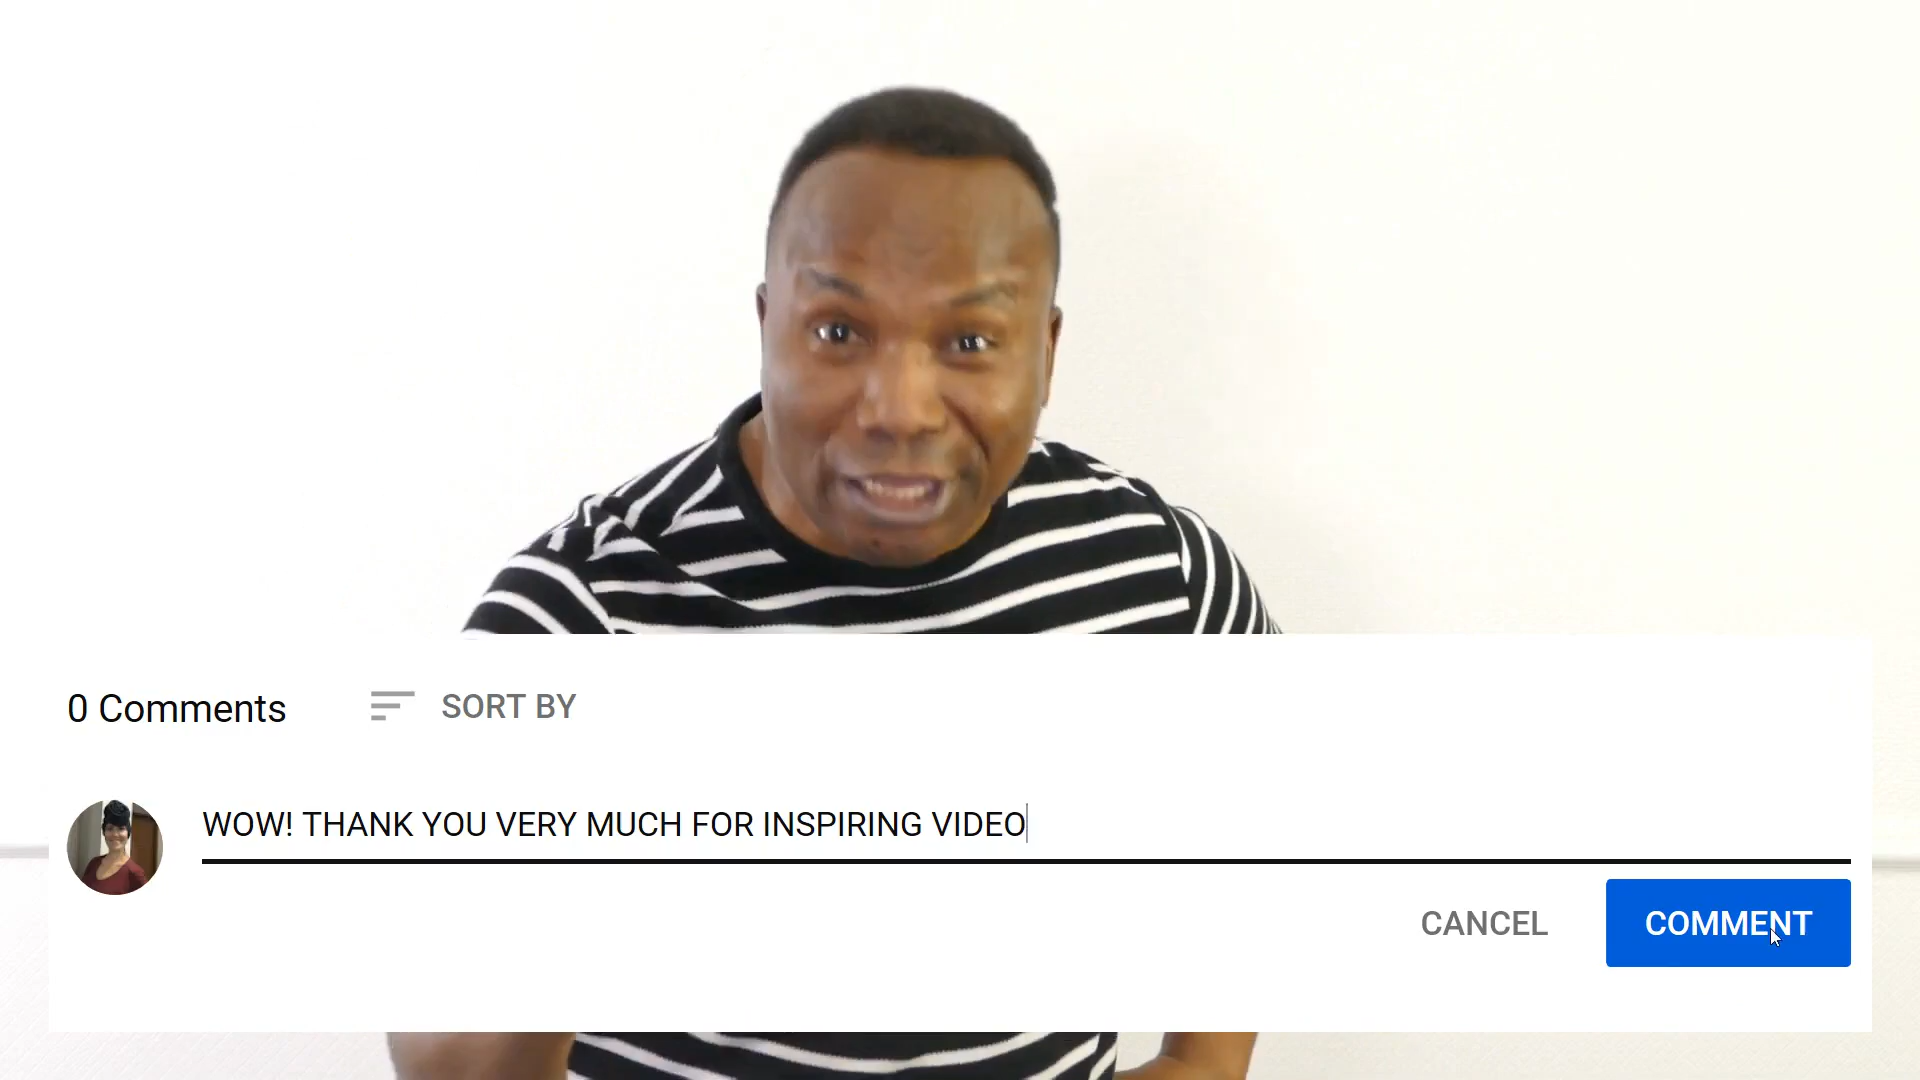 0 Comments SORT BY
WOW! THANK YOU VERY MUCH FOR INSPIRING VIDEO
CANCEL COMMENT